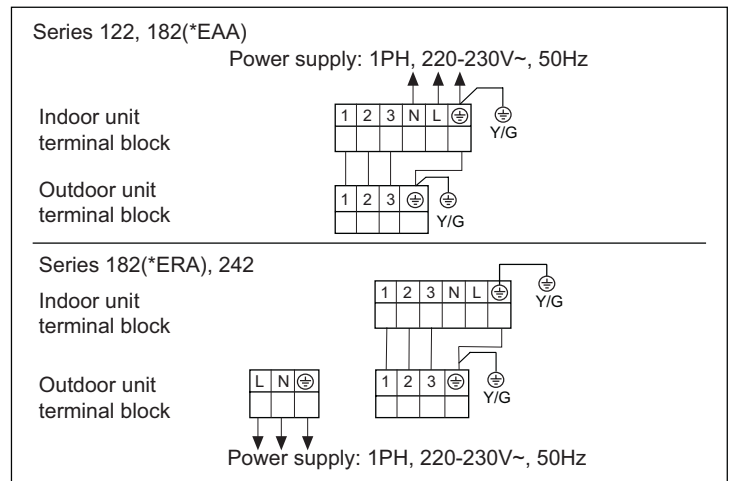 Series 122, 182(*EAA)
Power supply: 1PH, 220-230V~, 50Hz
Indoor unit
terminal block
1 2 3 N L ⏚
Y/G
Outdoor unit
terminal block
1 2 3 ⏚
Y/G
Series 182(*ERA), 242
Indoor unit
terminal block
1 2 3 N L ⏚
Y/G
Outdoor unit
terminal block
L N ⏚
1 2 3 ⏚
Y/G
Power supply: 1PH, 220-230V~, 50Hz